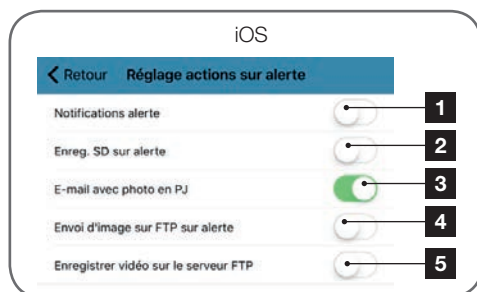 iOS
Retour Réglage actions sur alerte
Notifications alerte 1
Enreg. SD sur alerte 2
E-mail avec photo en PJ 3
Envoi d'image sur FTP sur alerte 4
Enregistrer vidéo sur le serveur FTP 5